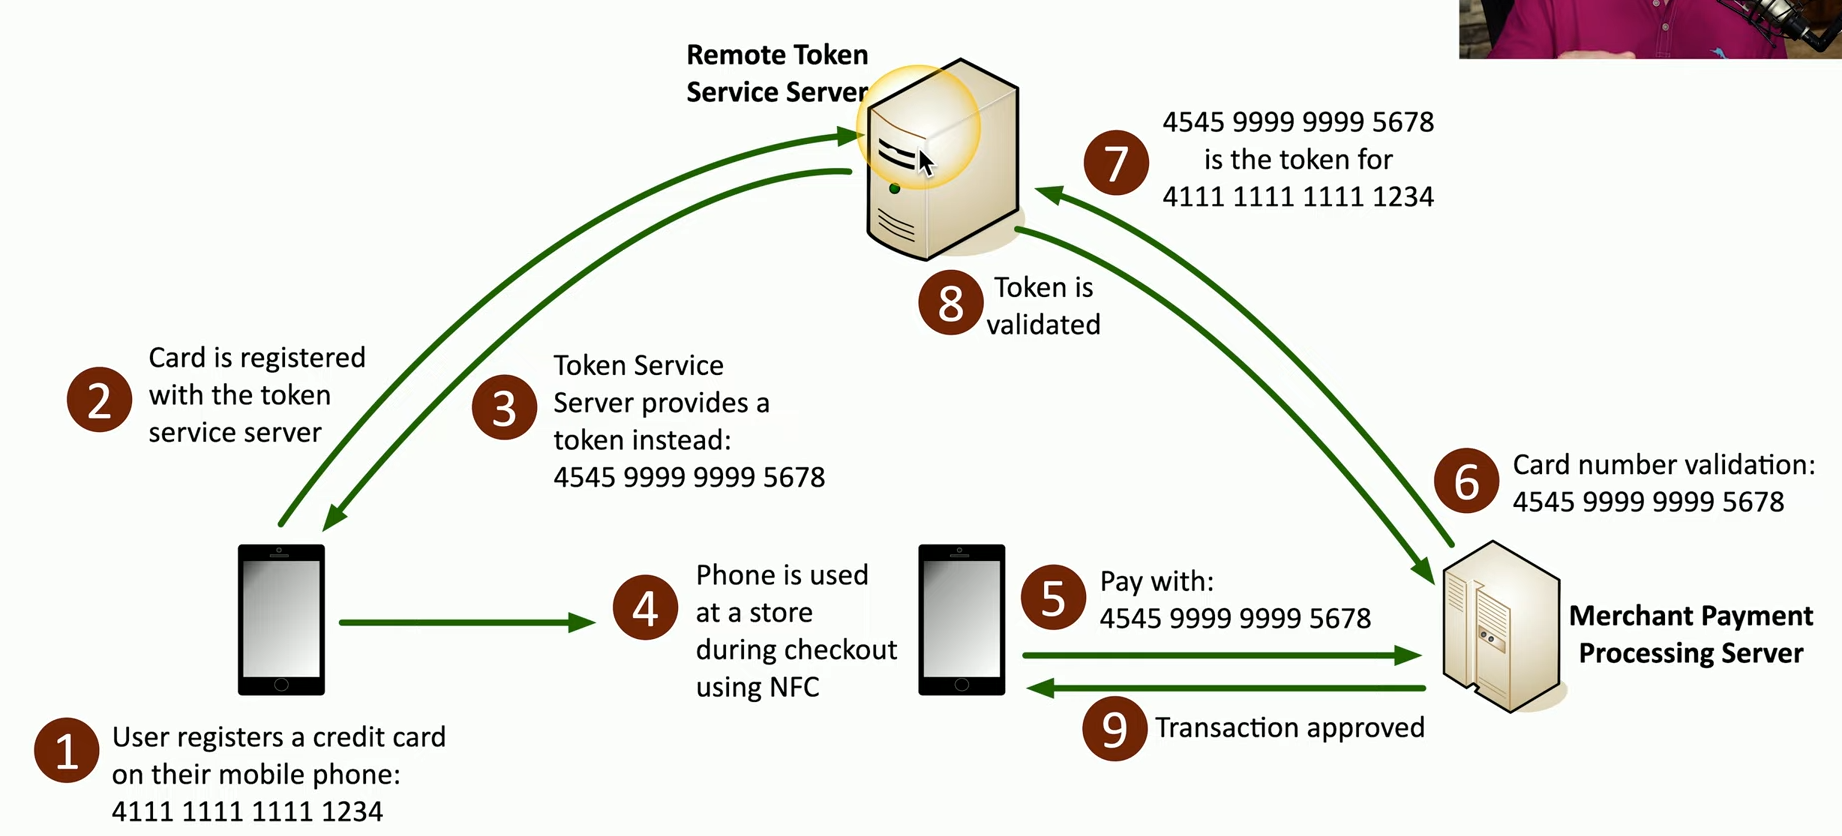 Remote Token
Service Server
1
User registers a credit card
on their mobile phone:
4111 1111 1111 1234
2
Card is registered
with the token
service server
3
Token Service
Server provides a
token instead:
4545 9999 9999 5678
4
Phone is used
at a store
during checkout
using NFC
5
Pay with:
4545 9999 9999 5678
6
Card number validation:
4545 9999 9999 5678
7
4545 9999 9999 5678
is the token for
4111 1111 1111 1234
8
Token is
validated
9
Transaction approved
Merchant Payment
Processing Server